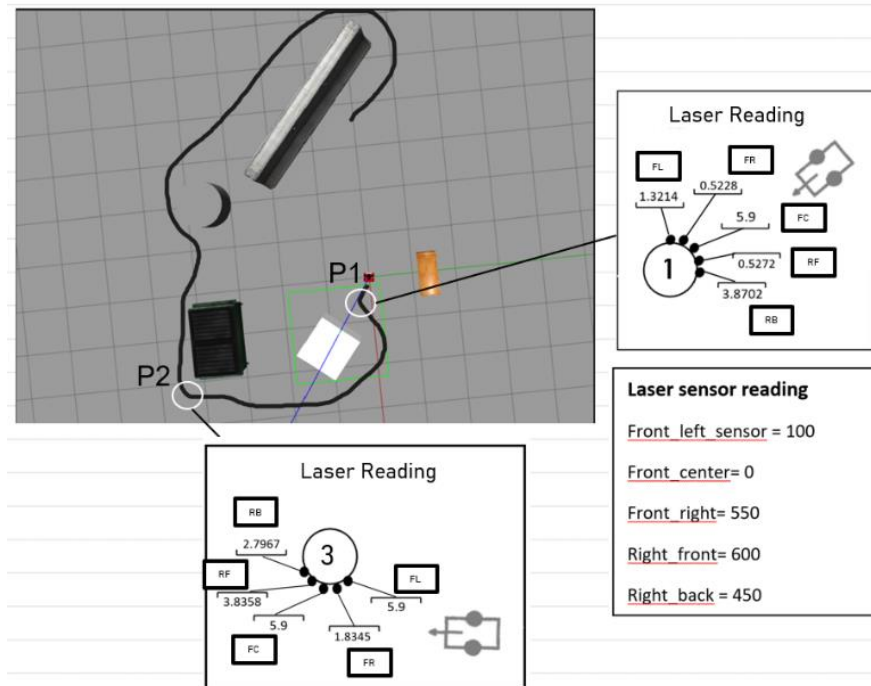 P1
P2
Laser Reading
FL
FR
1.3214
0.5228
5.9
FC
1
0.5272
RF
3.8702
RB
Laser sensor reading
Front_left_sensor = 100
Front_center= 0
Front_right= 550
Right_front= 600
Right_back = 450
Laser Reading
RB
3
2.7967
RF
FL
3.8358
5.9
5.9
1.8345
FC
FR